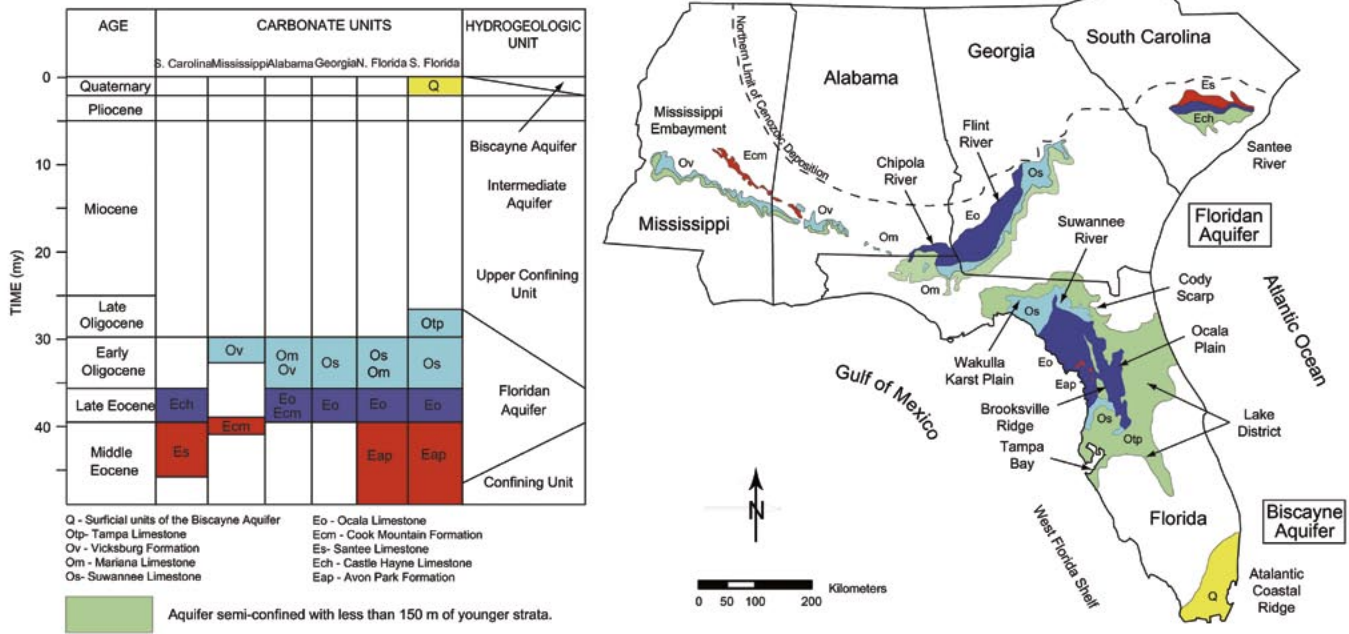 AGE
CARBONATE UNITS
HYDROGEOLOGIC
UNIT
S. Carolina Mississippi Alabama Georgia N. Florida S. Florida
0
Quaternary
Q
Pliocene
Biscayne Aquifer
10
Intermediate
Aquifer
Miocene
20
Upper Confining
Unit
TIME (my)
Late
Oligocene
Otp
30
Early
Oligocene
Ov
Om
Ov
Os
Os
Om
Os
Floridan
Aquifer
Late Eocene
Ech
Eo
Ecm
Eo
Eo
Eo
40
Ecm
Middle
Eocene
Es
Eap
Eap
Confining Unit
Q - Surficial units of the Biscayne Aquifer
Otp- Tampa Limestone
Ov - Vicksburg Formation
Om - Mariana Limestone
Os- Suwannee Limestone
Eo - Ocala Limestone
Ecm - Cook Mountain Formation
Es- Santee Limestone
Ech - Castle Hayne Limestone
Eap - Avon Park Formation
Aquifer semi-confined with less than 150 m of younger strata.
South Carolina
Georgia
Alabama
Northern Limit of Cenozoic Deposition
Es
Ech
Santee
River
Mississippi
Embayment
Ov
Ecm
Flint
River
Chipola
River
Os
Mississippi
Ov
Eo
Om
Suwannee
River
Floridan
Aquifer
Om
Cody
Scarp
Atlantic Ocean
Os
Ocala
Plain
Eo
Wakulla
Karst Plain
Gulf of Mexico
Eap
Brooksville
Ridge
Os
Otp
Lake
District
Tampa
Bay
N
West Florida Shelf
Florida
Biscayne
Aquifer
Kilometers
0 50 100 200
Q
Atalantic
Coastal
Ridge